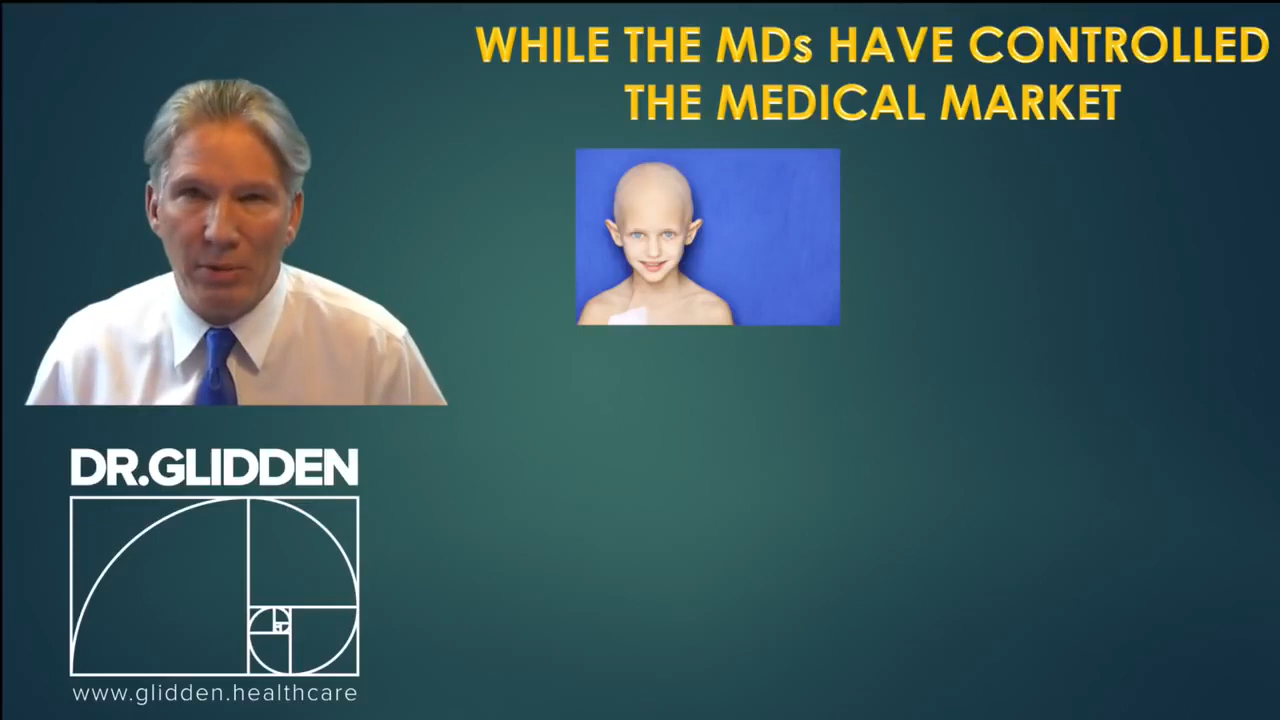 WHILE THE MDs HAVE CONTROLLED
THE MEDICAL MARKET
DR.GLIDDEN
www.glidden.healthcare